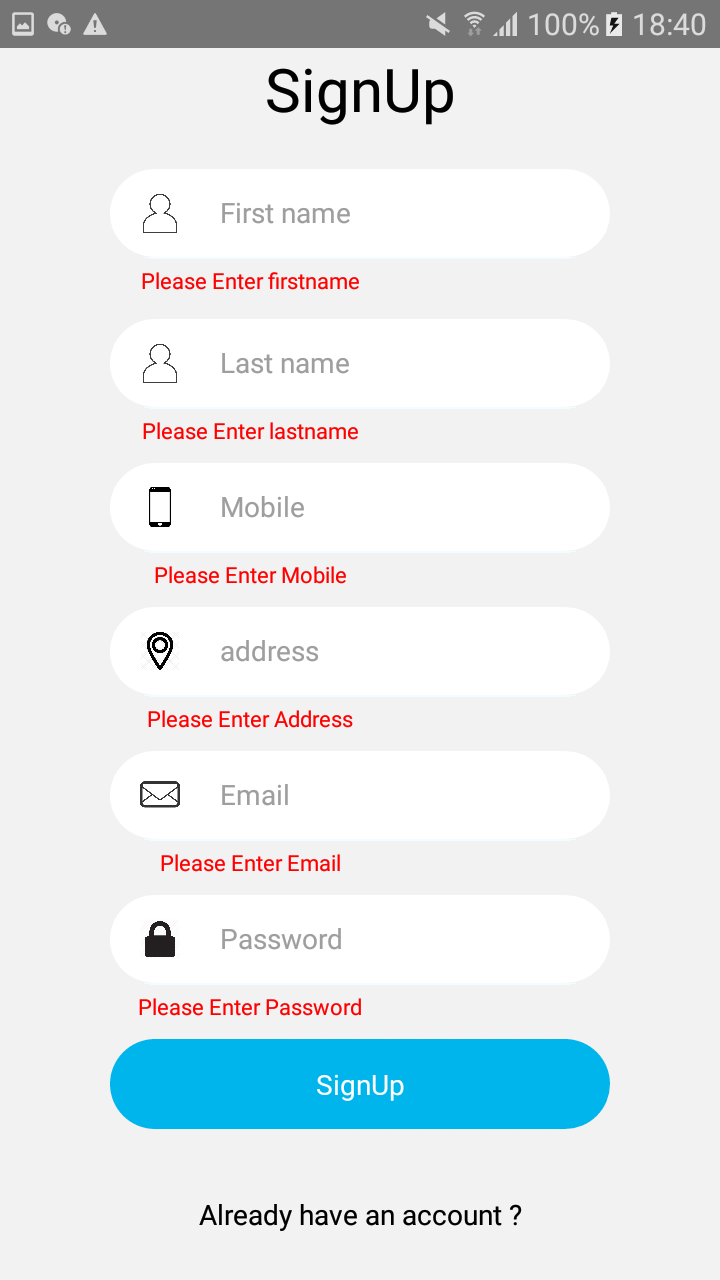 100% 18:40
SignUp
First name
Please Enter firstname
Last name
Please Enter lastname
Mobile
Please Enter Mobile
address
Please Enter Address
Email
Please Enter Email
Password
Please Enter Password
SignUp
Already have an account ?